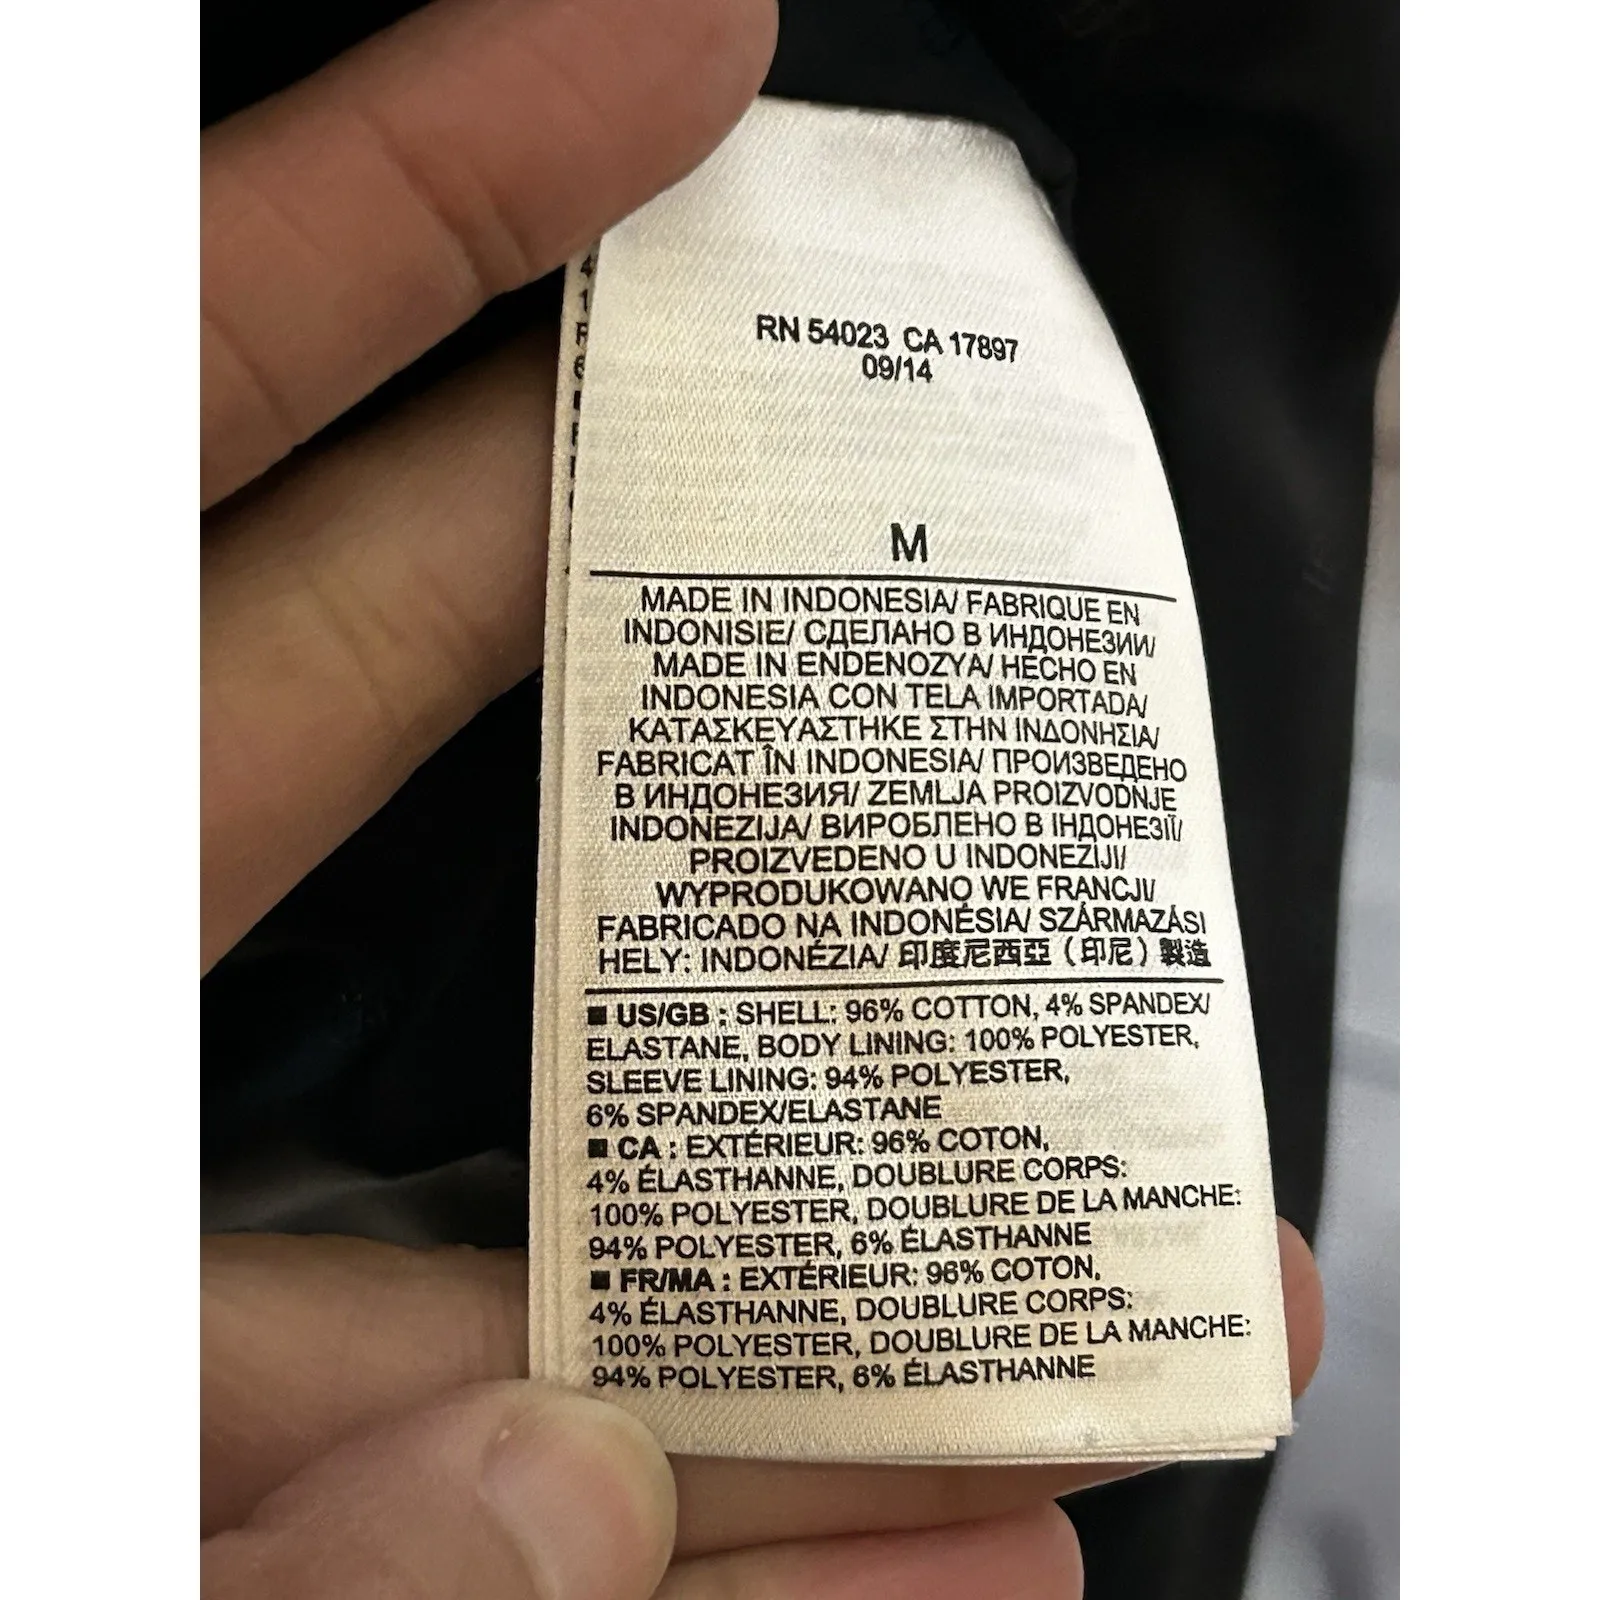 RN 54023 CA 17897
09/14
M
MADE IN INDONESIA/ FABRIQUE EN
INDONISIE/ СДЕЛАНО В ИНДОНЕЗИИ/
MADE IN ENDENOZYA/ HECHO EN
INDONESIA CON TELA IMPORTADA/
ΚΑΤΑΣΚΕΥΑΣΤΗΚΕ ΣΤΗΝ ΙΝΔΟΝΗΣΙΑ/
FABRICAT ÎN INDONESIA/ ПРОИЗВЕДЕНО
В ИНДОНЕЗИЯ/ ZEMLJA PROIZVODNJE
INDONEZIJA/ ВИРОБЛЕНО В ІНДОНЕЗІЇ/
PROIZVEDENO U INDONEZIJI/
WYPRODUKOWANO WE FRANCJI/
FABRICADO NA INDONÉSIA/ SZÁRMAZÁSI
HELY: INDONÉZIA/ 印度尼西亞（印尼）製造
■ US/GB : SHELL: 96% COTTON, 4% SPANDEX/
ELASTANE, BODY LINING: 100% POLYESTER,
SLEEVE LINING: 94% POLYESTER,
6% SPANDEX/ELASTANE
■ CA : EXTÉRIEUR: 96% COTON,
4% ÉLASTHANNE, DOUBLURE CORPS:
100% POLYESTER, DOUBLURE DE LA MANCHE:
94% POLYESTER, 6% ÉLASTHANNE
■ FR/MA : EXTÉRIEUR: 96% COTON,
4% ÉLASTHANNE, DOUBLURE CORPS:
100% POLYESTER, DOUBLURE DE LA MANCHE:
94% POLYESTER, 6% ÉLASTHANNE